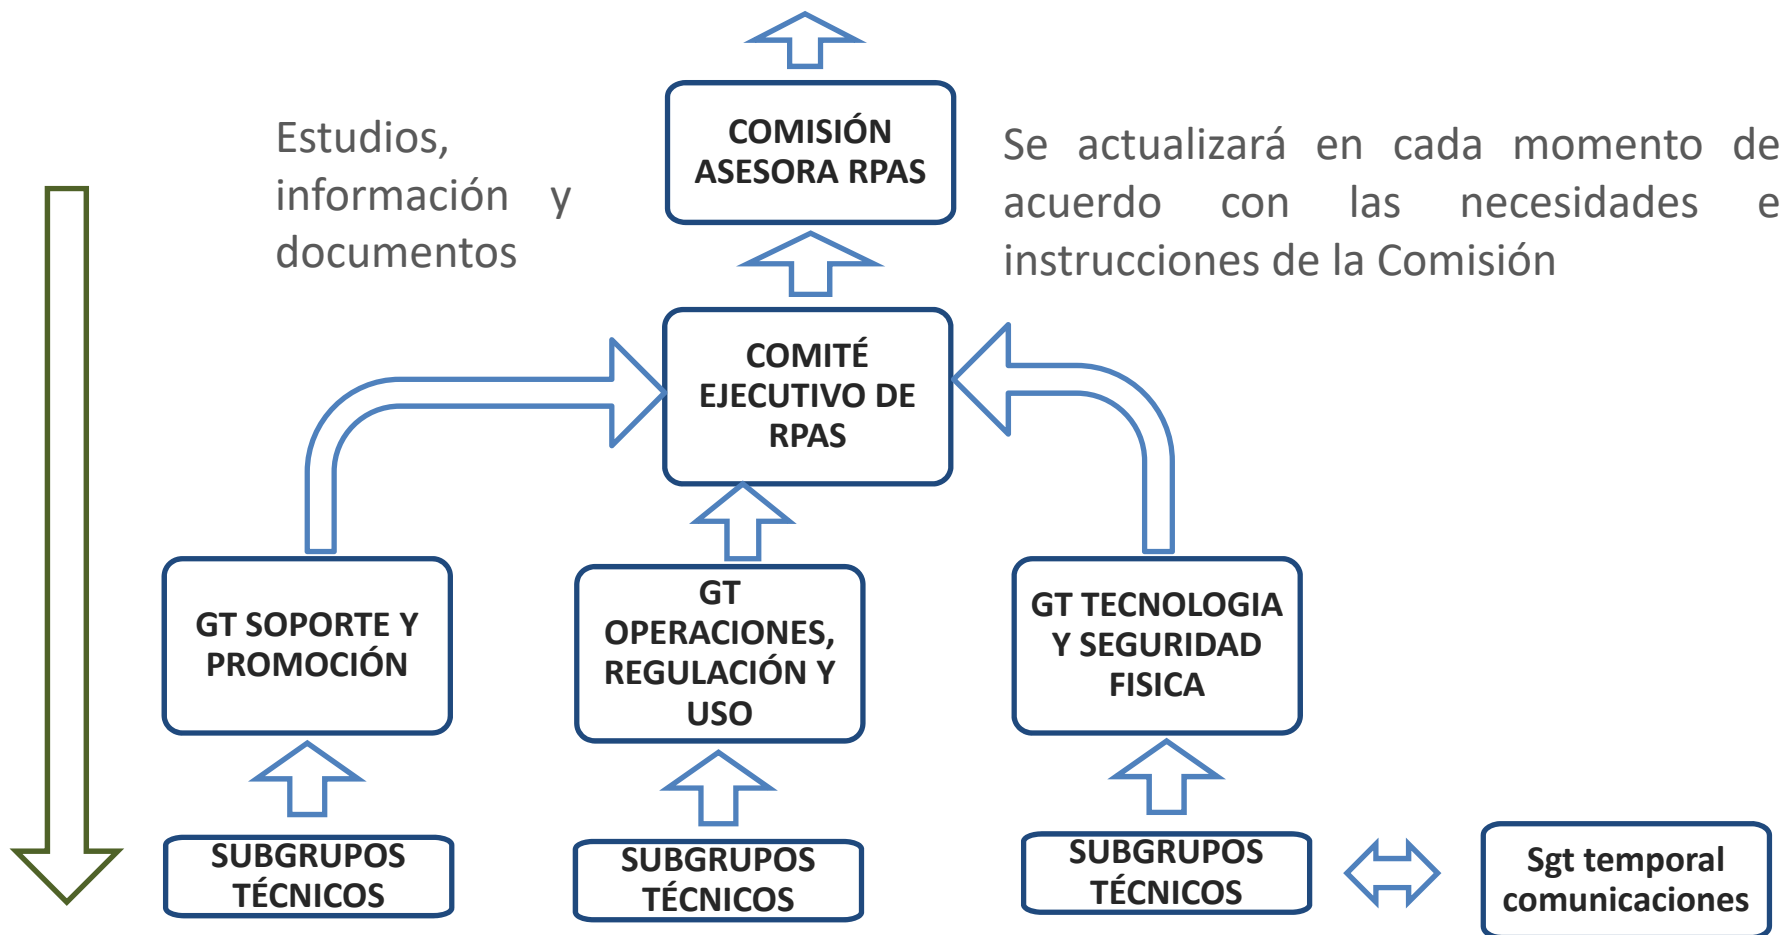 COMISIÓN
ASESORA RPAS
Estudios,
información y
documentos
Se actualizará en cada momento de
acuerdo con las necesidades e
instrucciones de la Comisión
COMITÉ
EJECUTIVO DE
RPAS
GT SOPORTE Y
PROMOCIÓN
GT
OPERACIONES,
REGULACIÓN Y
USO
GT TECNOLOGIA
Y SEGURIDAD
FISICA
SUBGRUPOS
TÉCNICOS
SUBGRUPOS
TÉCNICOS
SUBGRUPOS
TÉCNICOS
Sgt temporal
comunicaciones